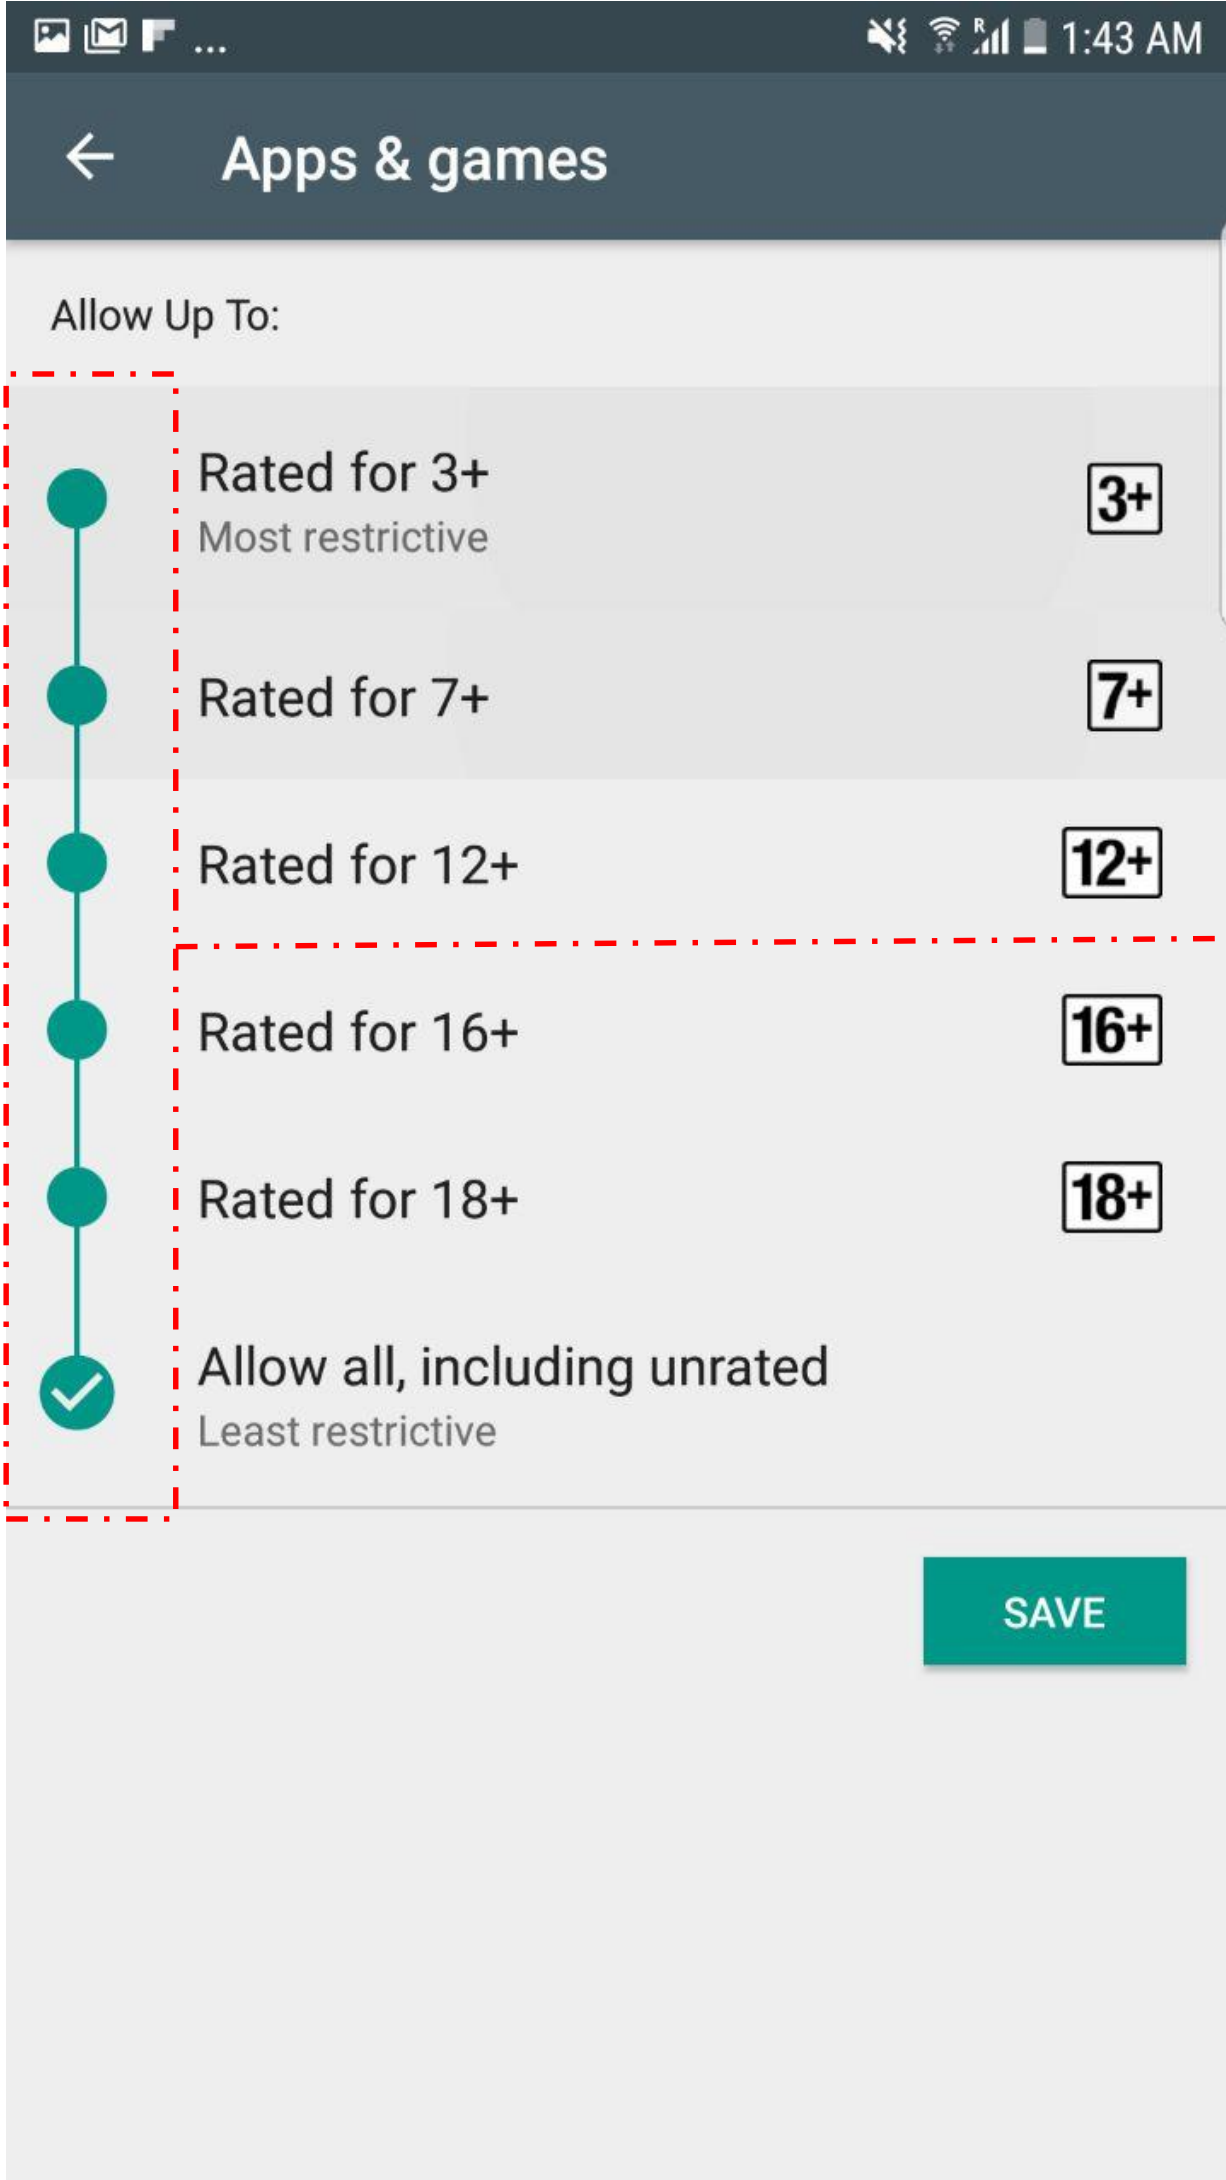 ... 1:43 AM
Apps & games
Allow Up To:
Rated for 3+
Most restrictive
3+
Rated for 7+
7+
Rated for 12+
12+
Rated for 16+
16+
Rated for 18+
18+
Allow all, including unrated
Least restrictive
SAVE